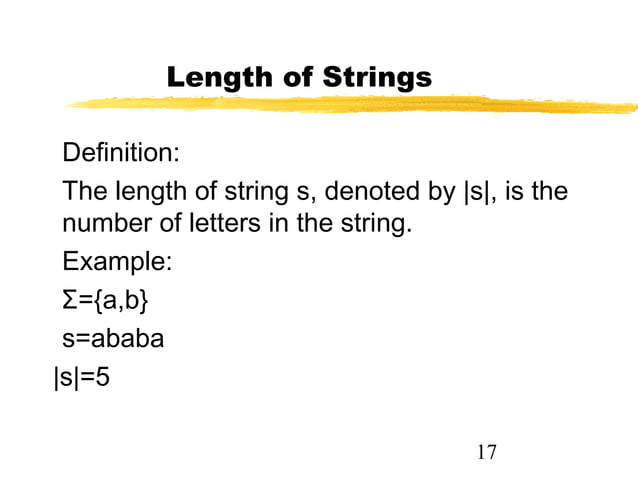 Length of Strings
Definition:
The length of string s, denoted by |s|, is the
number of letters in the string.
Example:
Σ={a,b}
s=ababa
|s|=5
17